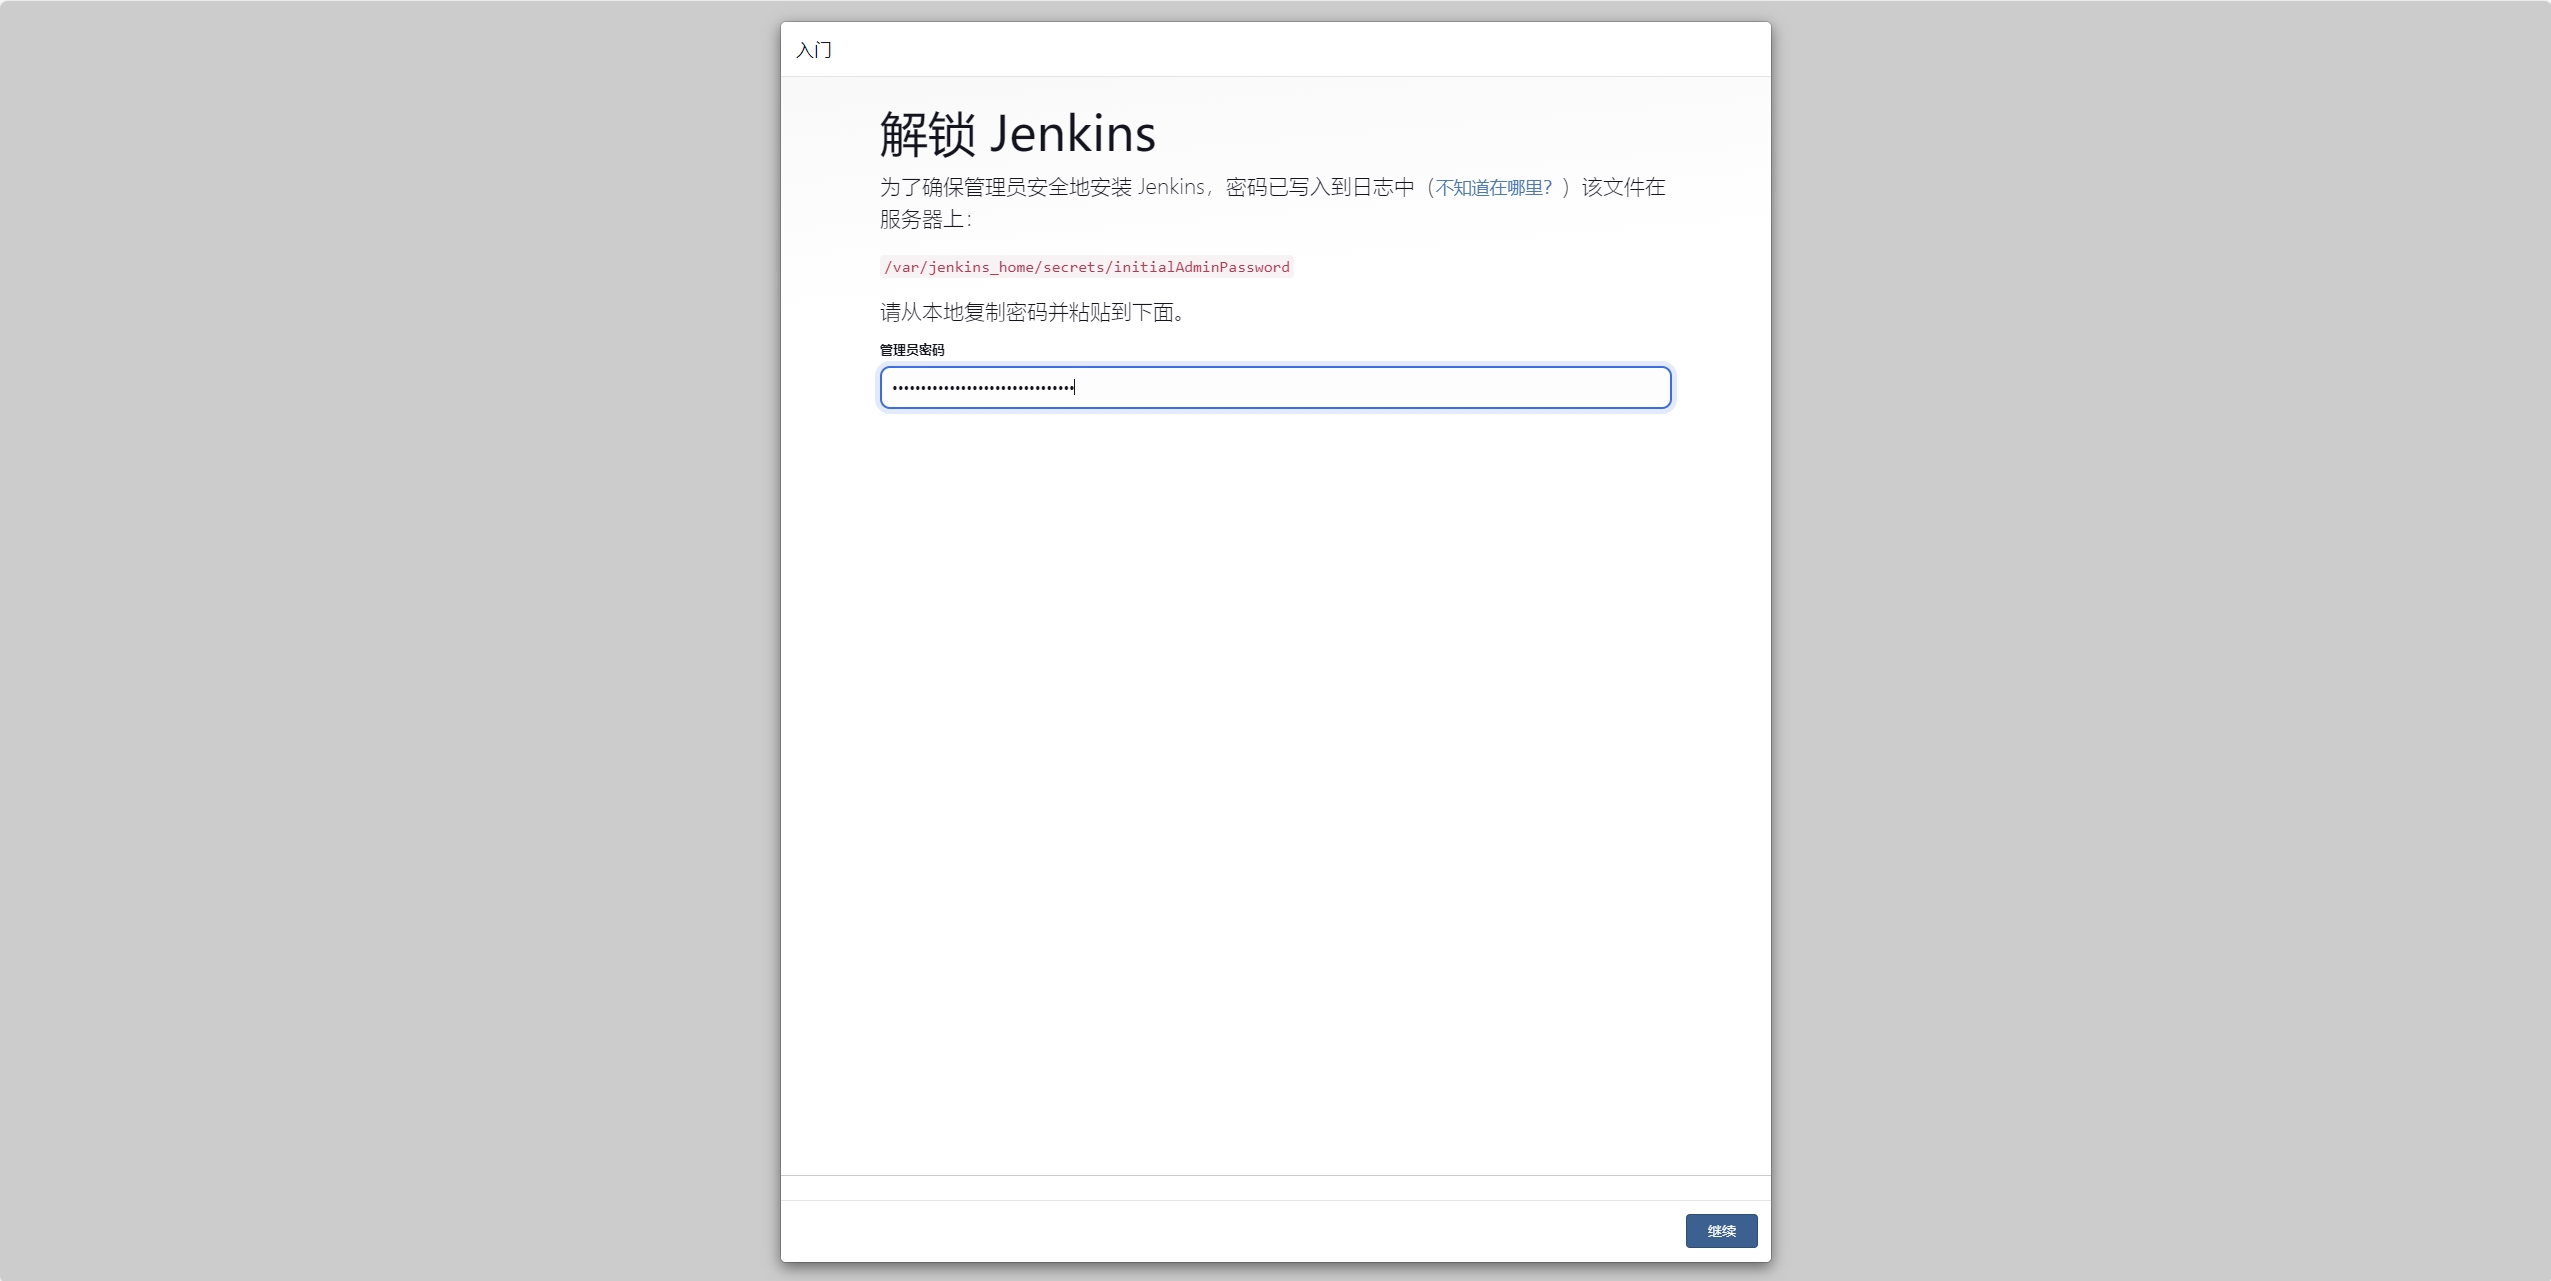 入门
解锁 Jenkins
为了确保管理员安全地安装 Jenkins，密码已写入到日志中（不知道在哪里？）该文件在
服务器上：
/var/jenkins_home/secrets/initialAdminPassword
请从本地复制密码并粘贴到下面。
管理员密码
••••••••••••••••••••••••••••••••
继续